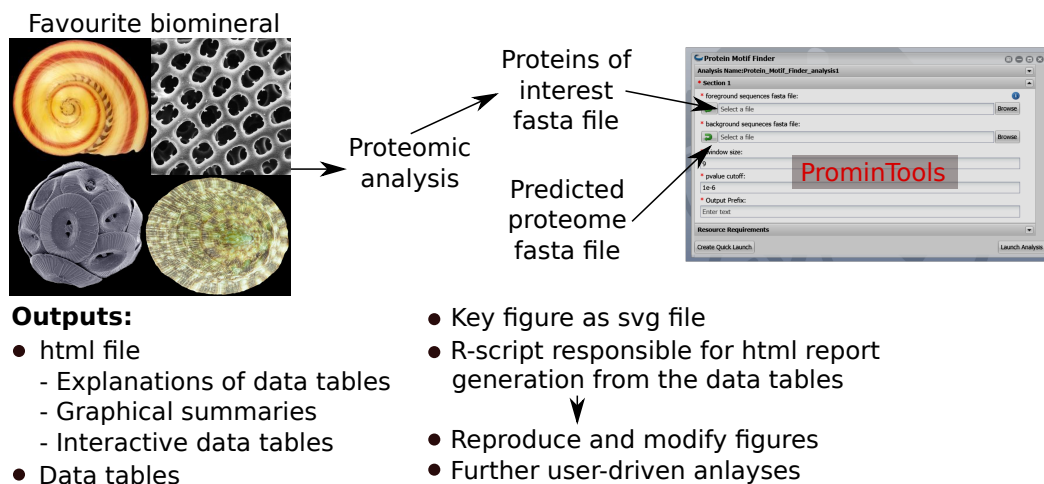 Favourite biomineral
Proteomic
analysis
Proteins of
interest
fasta file
Predicted
proteome
fasta file
Protein Motif Finder
Analysis Name:Protein_Motif_Finder_analysis1
* Section 1
* foreground sequences fasta file:
Select a file
Browse
* background sequneces fasta file:
Select a file
Browse
window size:
9
* pvalue cutoff:
1e-6
* Output Prefix:
Enter text
Resource Requirements
Create Quick Launch
Launch Analysis
ProminTools
Outputs:
• html file
- Explanations of data tables
- Graphical summaries
- Interactive data tables
• Data tables
• Key figure as svg file
• R-script responsible for html report
generation from the data tables
• Reproduce and modify figures
• Further user-driven anlayses